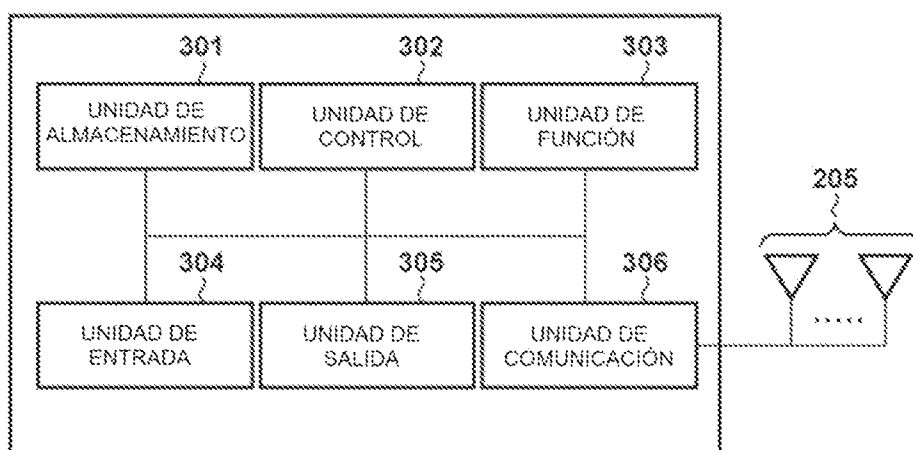 301
302
303
UNIDAD DE
ALMACENAMIENTO
UNIDAD DE
CONTROL
UNIDAD DE
FUNCIÓN
205
304
305
306
UNIDAD DE
ENTRADA
UNIDAD DE
SALIDA
UNIDAD DE
COMUNICACIÓN